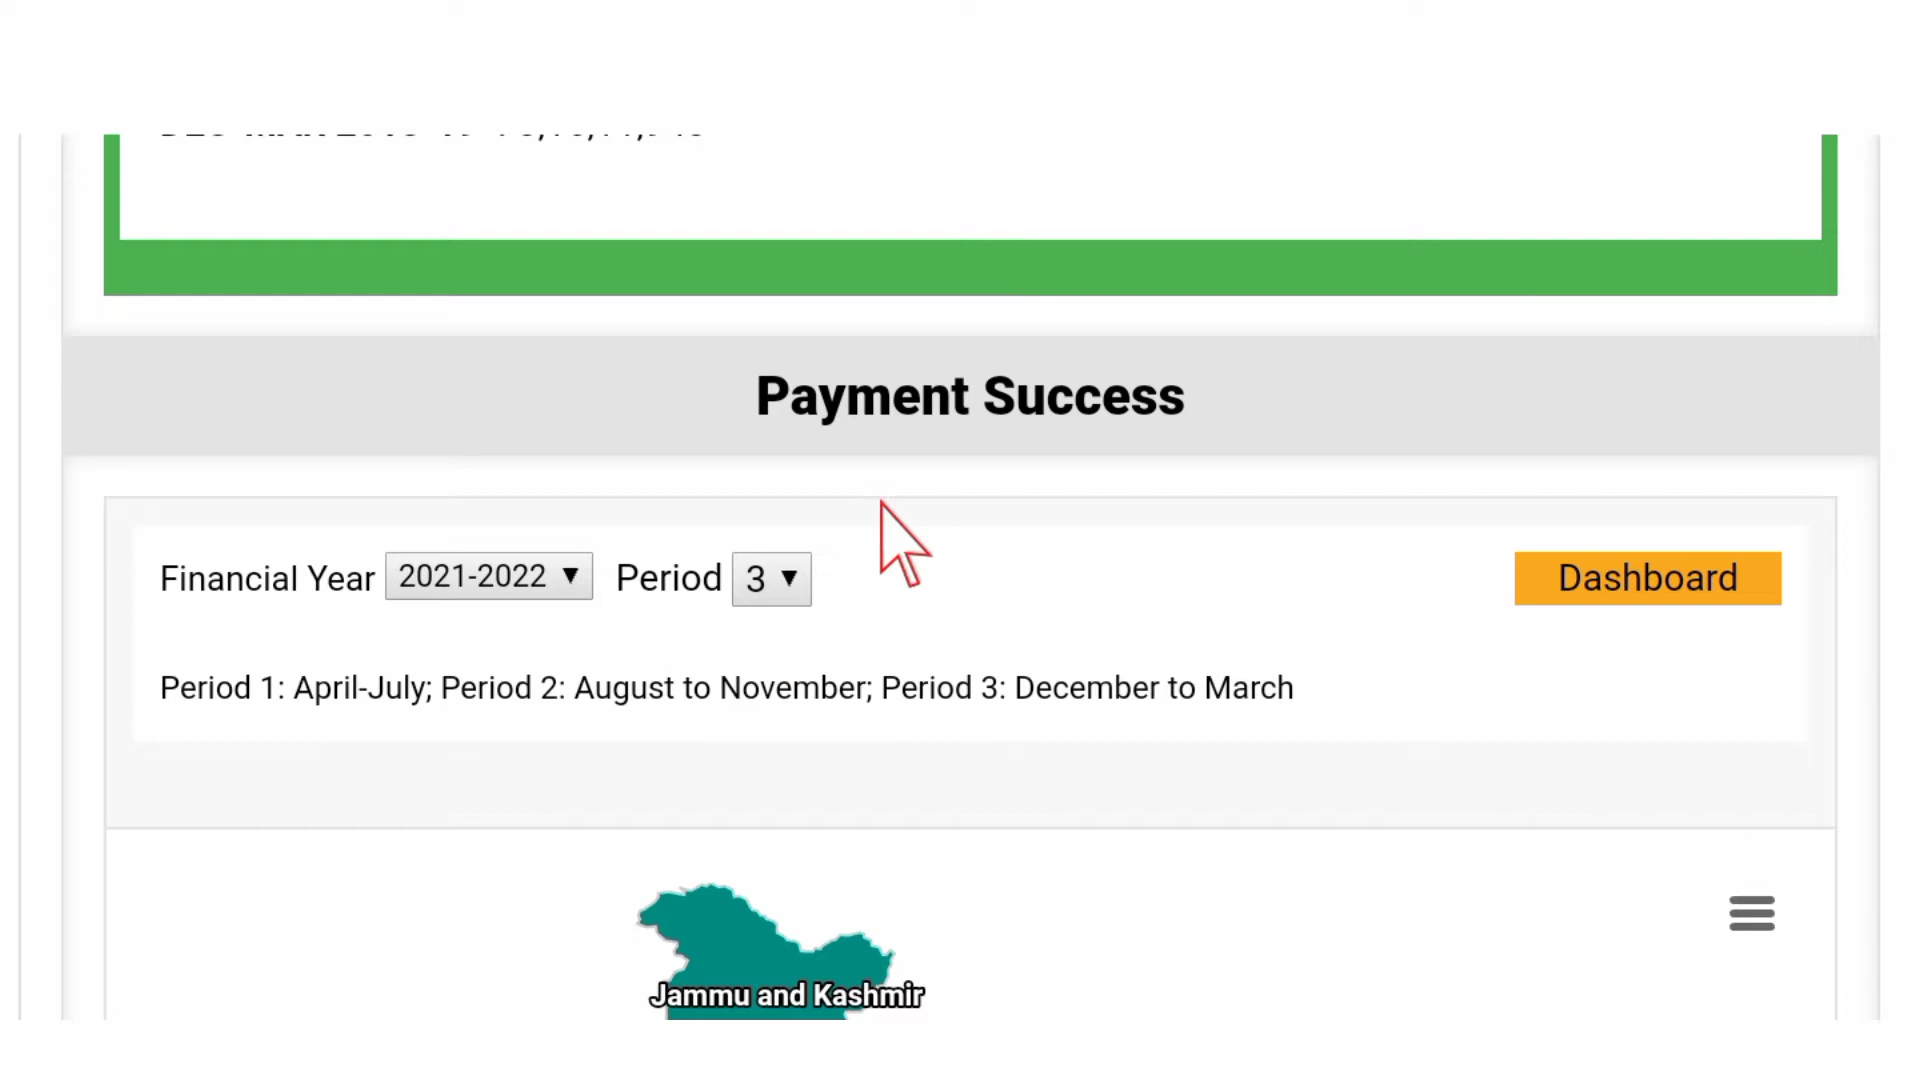 Payment Success
Financial Year 2021-2022 Period 3 Dashboard
Period 1: April-July; Period 2: August to November; Period 3: December to March
Jammu and Kashmir